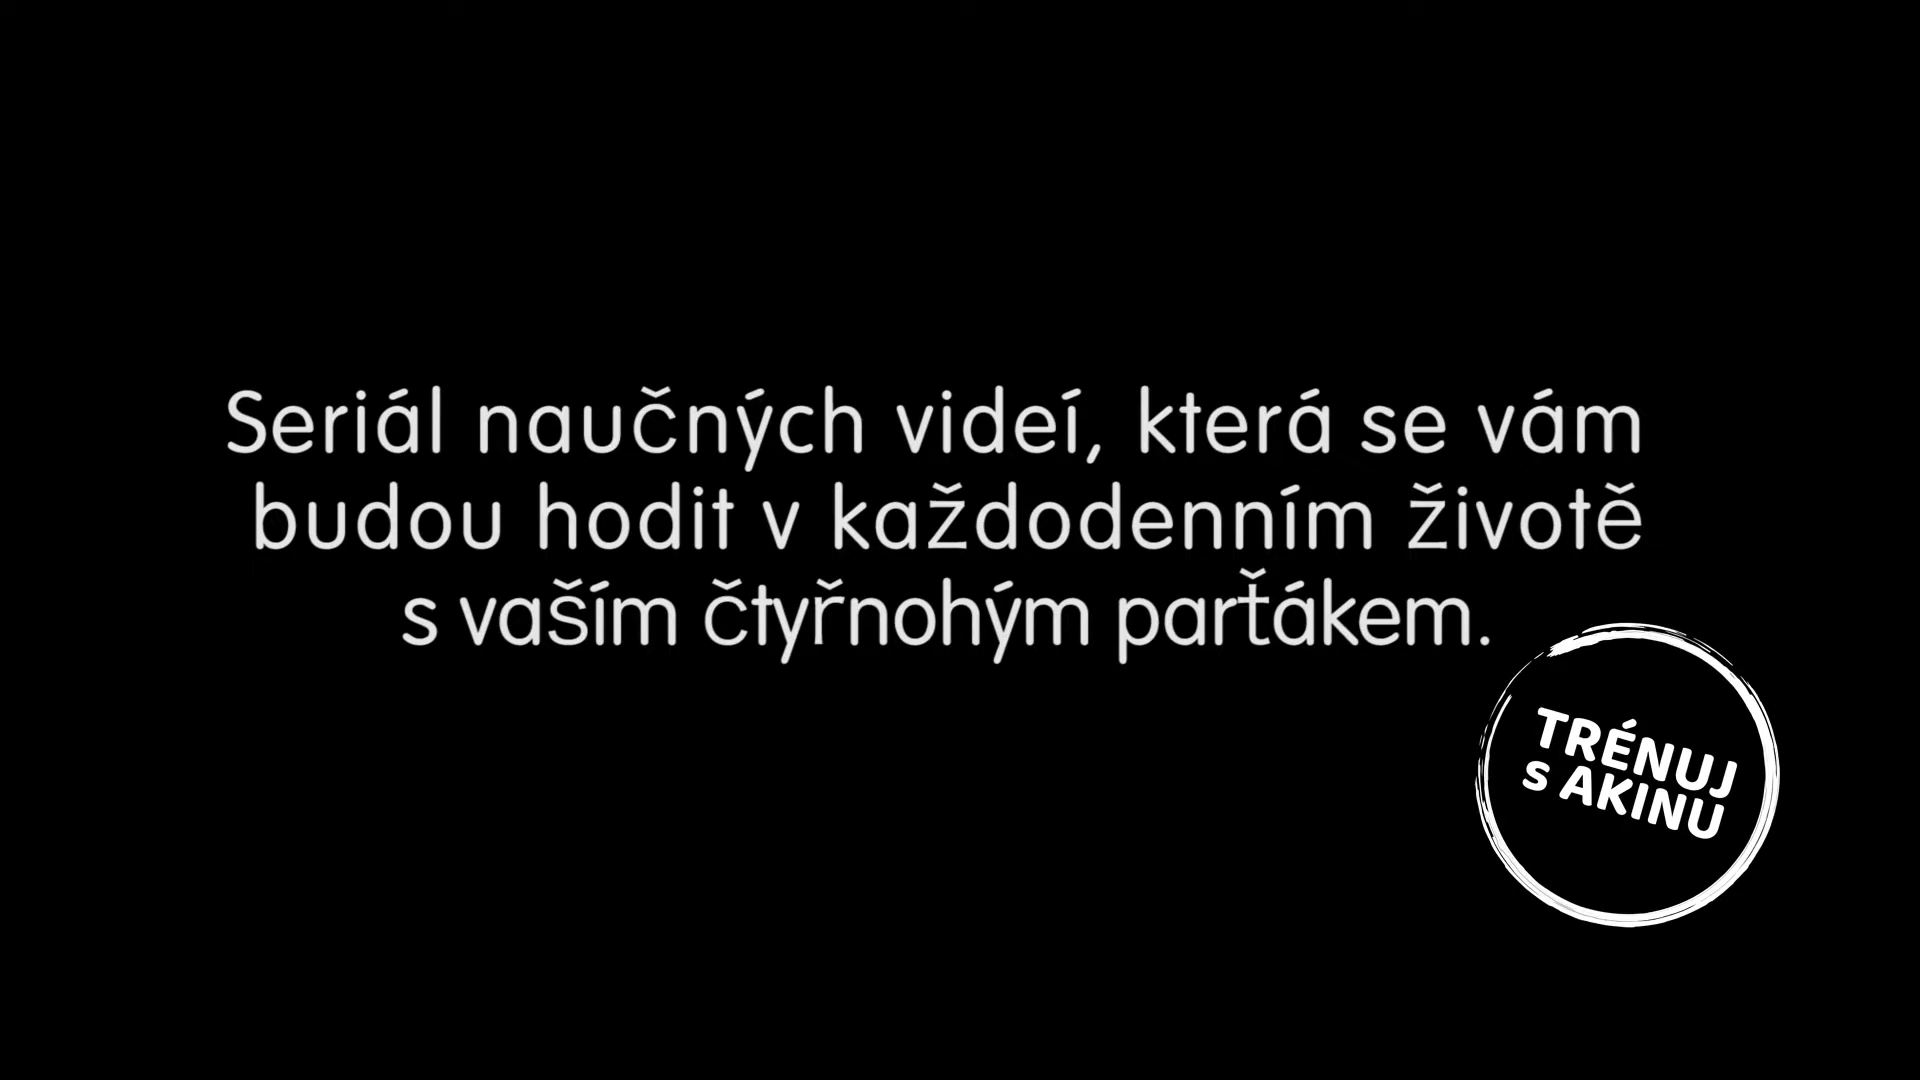 Seriál naučných videí, která se vám
budou hodit v každodenním životě
s vaším čtyřnohým parťákem.
TRÉNUJ
s AKINU